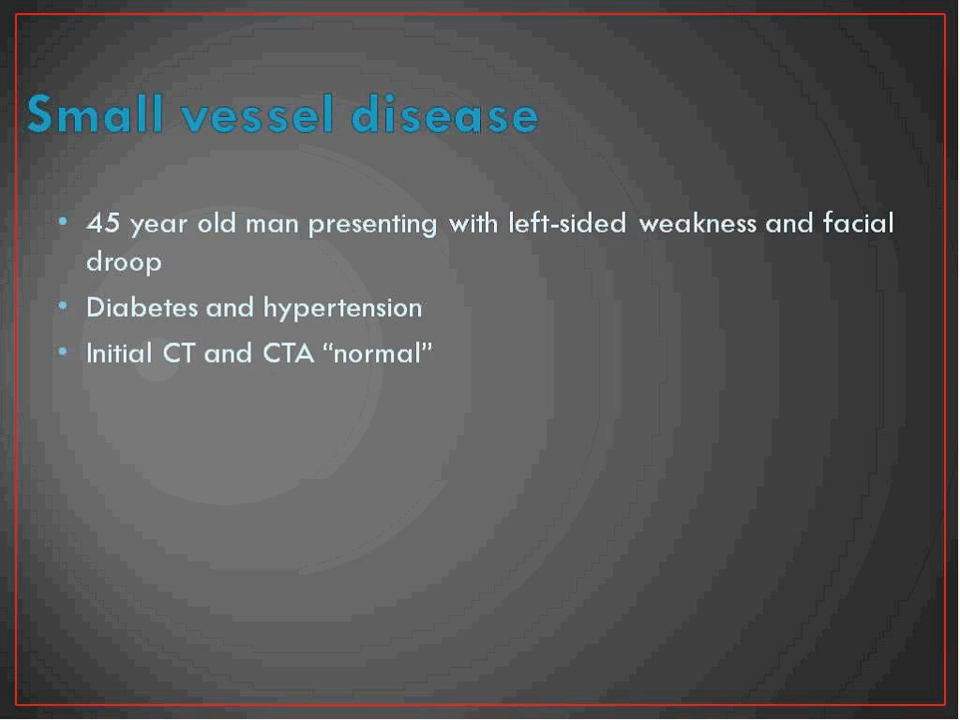 Small vessel disease
• 45 year old man presenting with left-sided weakness and facial
droop
• Diabetes and hypertension
• Initial CT and CTA “normal”